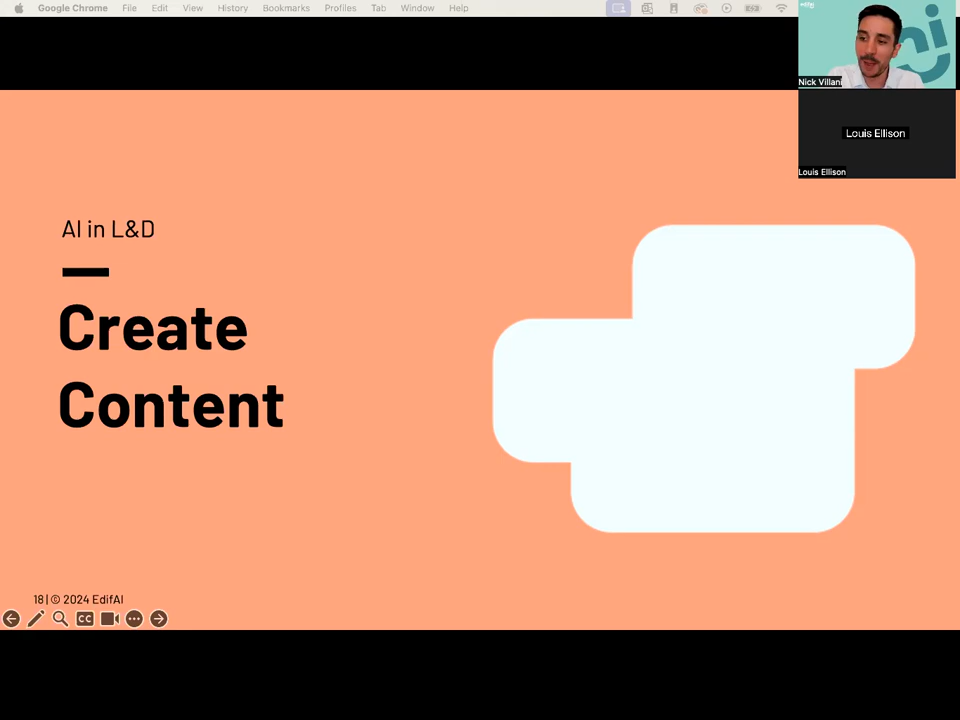 Google Chrome File Edit View History Bookmarks Profiles Tab Window Help
Nick Villani
Louis Ellison
Louis Ellison
AI in L&D
Create
Content
18|© 2024 EdifAI
CC